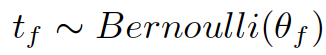 t_f ∼ Bernoulli(θ_f)